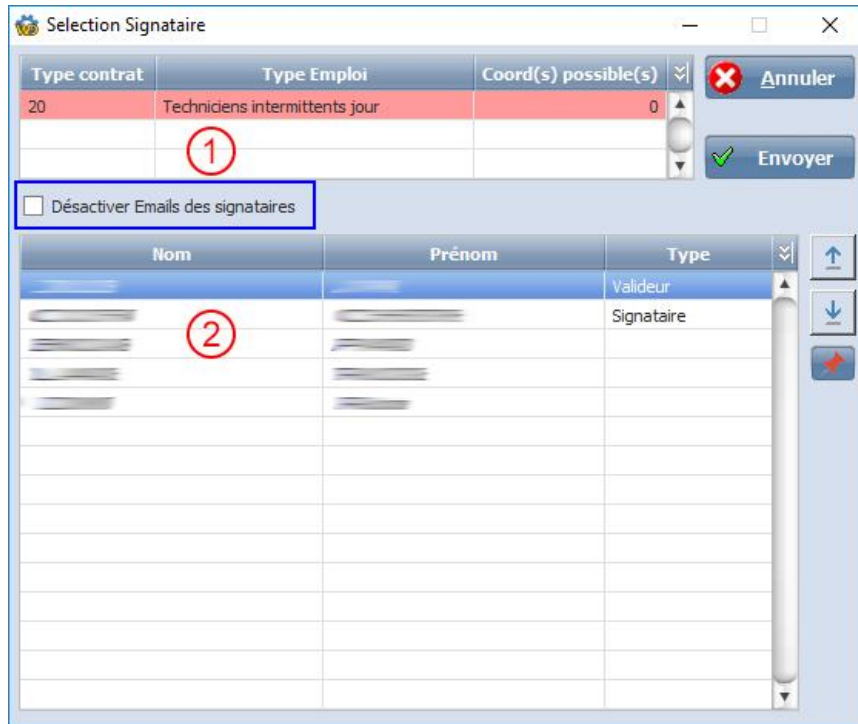 Selection Signataire
Type contrat Type Emploi Coord(s) possible(s)
Annuler
20 Techniciens intermittents jour 0
1
Envoyer
Désactiver Emails des signataires
Nom Prénom Type
Valideur
2
Signataire